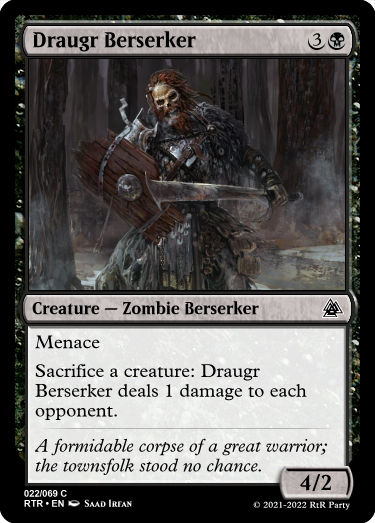 Draugr Berserker 3
Creature — Zombie Berserker
Menace
Sacrifice a creature: Draugr
Berserker deals 1 damage to each
opponent.
A formidable corpse of a great warrior;
the townsfolk stood no chance.
4/2
022/069 C
RTR • EN Saad Irfan
© 2021-2022 RtR Party